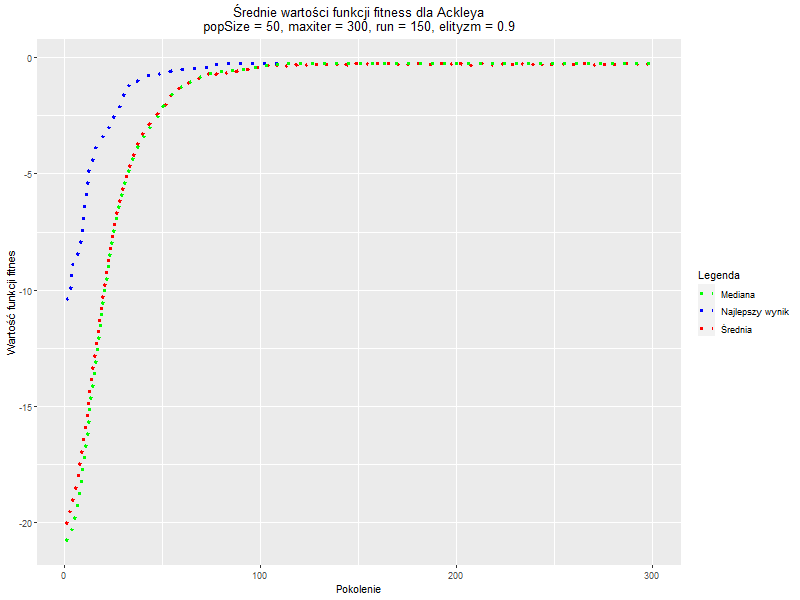 Średnie wartości funkcji fitness dla Ackleya
popSize = 50, maxiter = 300, run = 150, elityzm = 0.9
Wartość funkcji fitnes
0
-5
-10
-15
-20
0
100
200
300
Pokolenie
Legenda
Mediana
Najlepszy wynik
Średnia